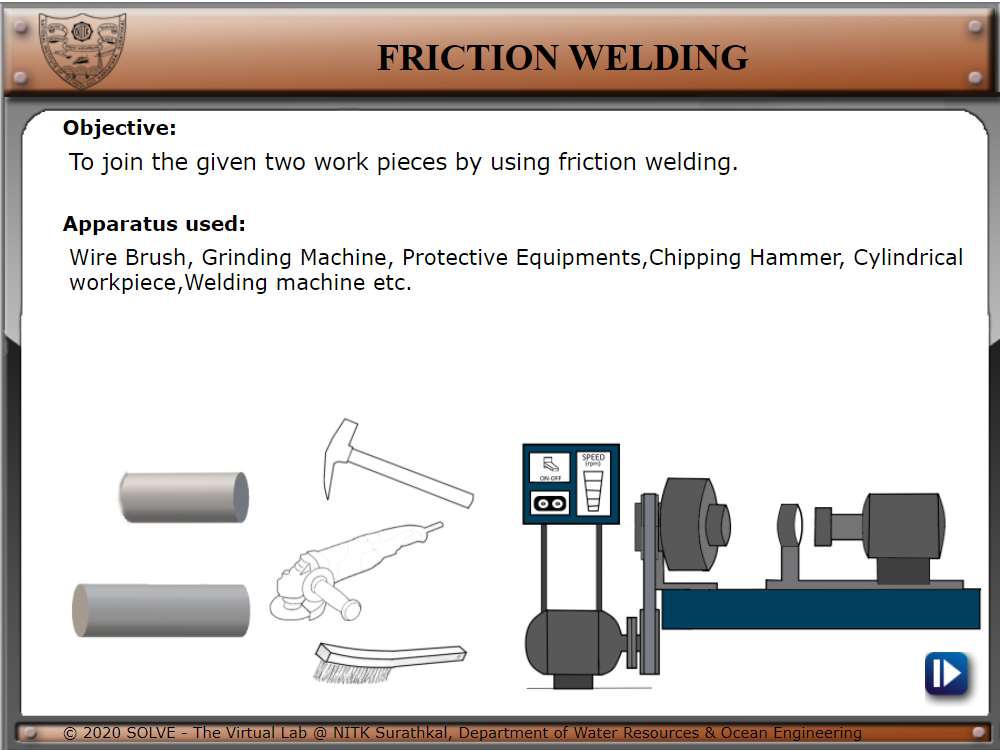 FRICTION WELDING
Objective:
To join the given two work pieces by using friction welding.
Apparatus used:
Wire Brush, Grinding Machine, Protective Equipments,Chipping Hammer, Cylindrical
workpiece,Welding machine etc.
SPEED
(rpm)
ON-OFF
© 2020 SOLVE - The Virtual Lab @ NITK Surathkal, Department of Water Resources & Ocean Engineering